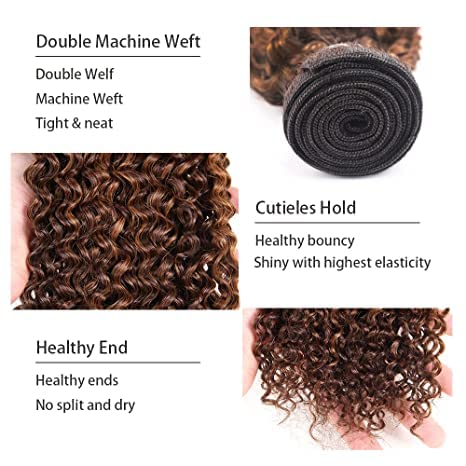 Double Machine Weft
Double Welf
Machine Weft
Tight & neat
Cutieles Hold
Healthy bouncy
Shiny with highest elasticity
Healthy End
Healthy ends
No split and dry